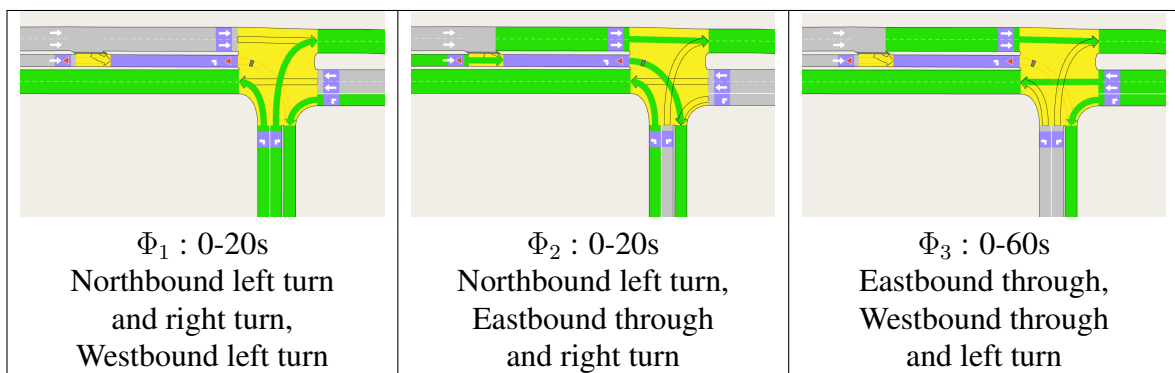 Φ₁ : 0-20s
Northbound left turn
and right turn,
Westbound left turn
Φ₂ : 0-20s
Northbound left turn,
Eastbound through
and right turn
Φ₃ : 0-60s
Eastbound through,
Westbound through
and left turn